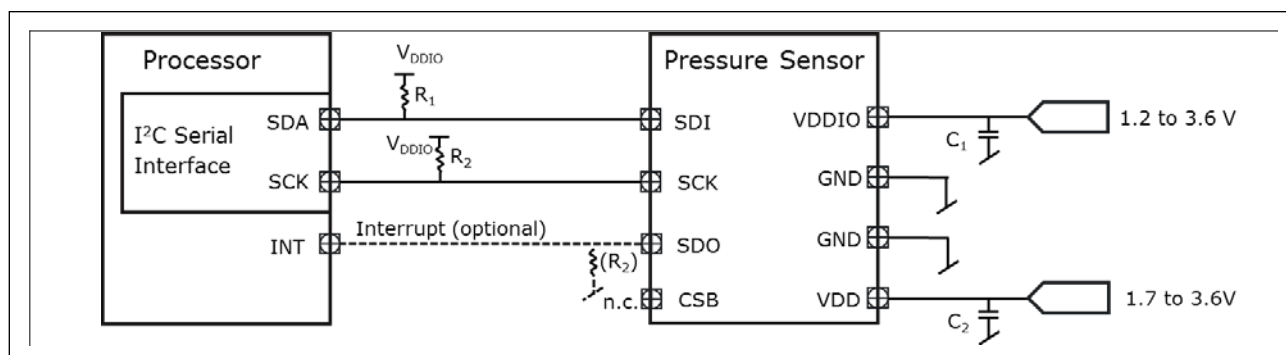 Processor
I²C Serial
Interface
SDA
SCK
INT
V_DDIO
R₁
V_DDIO
R₂
Interrupt (optional)
(R₂)
n.c.
Pressure Sensor
SDI
SCK
SDO
CSB
VDDIO
GND
GND
VDD
C₁
1.2 to 3.6 V
C₂
1.7 to 3.6V